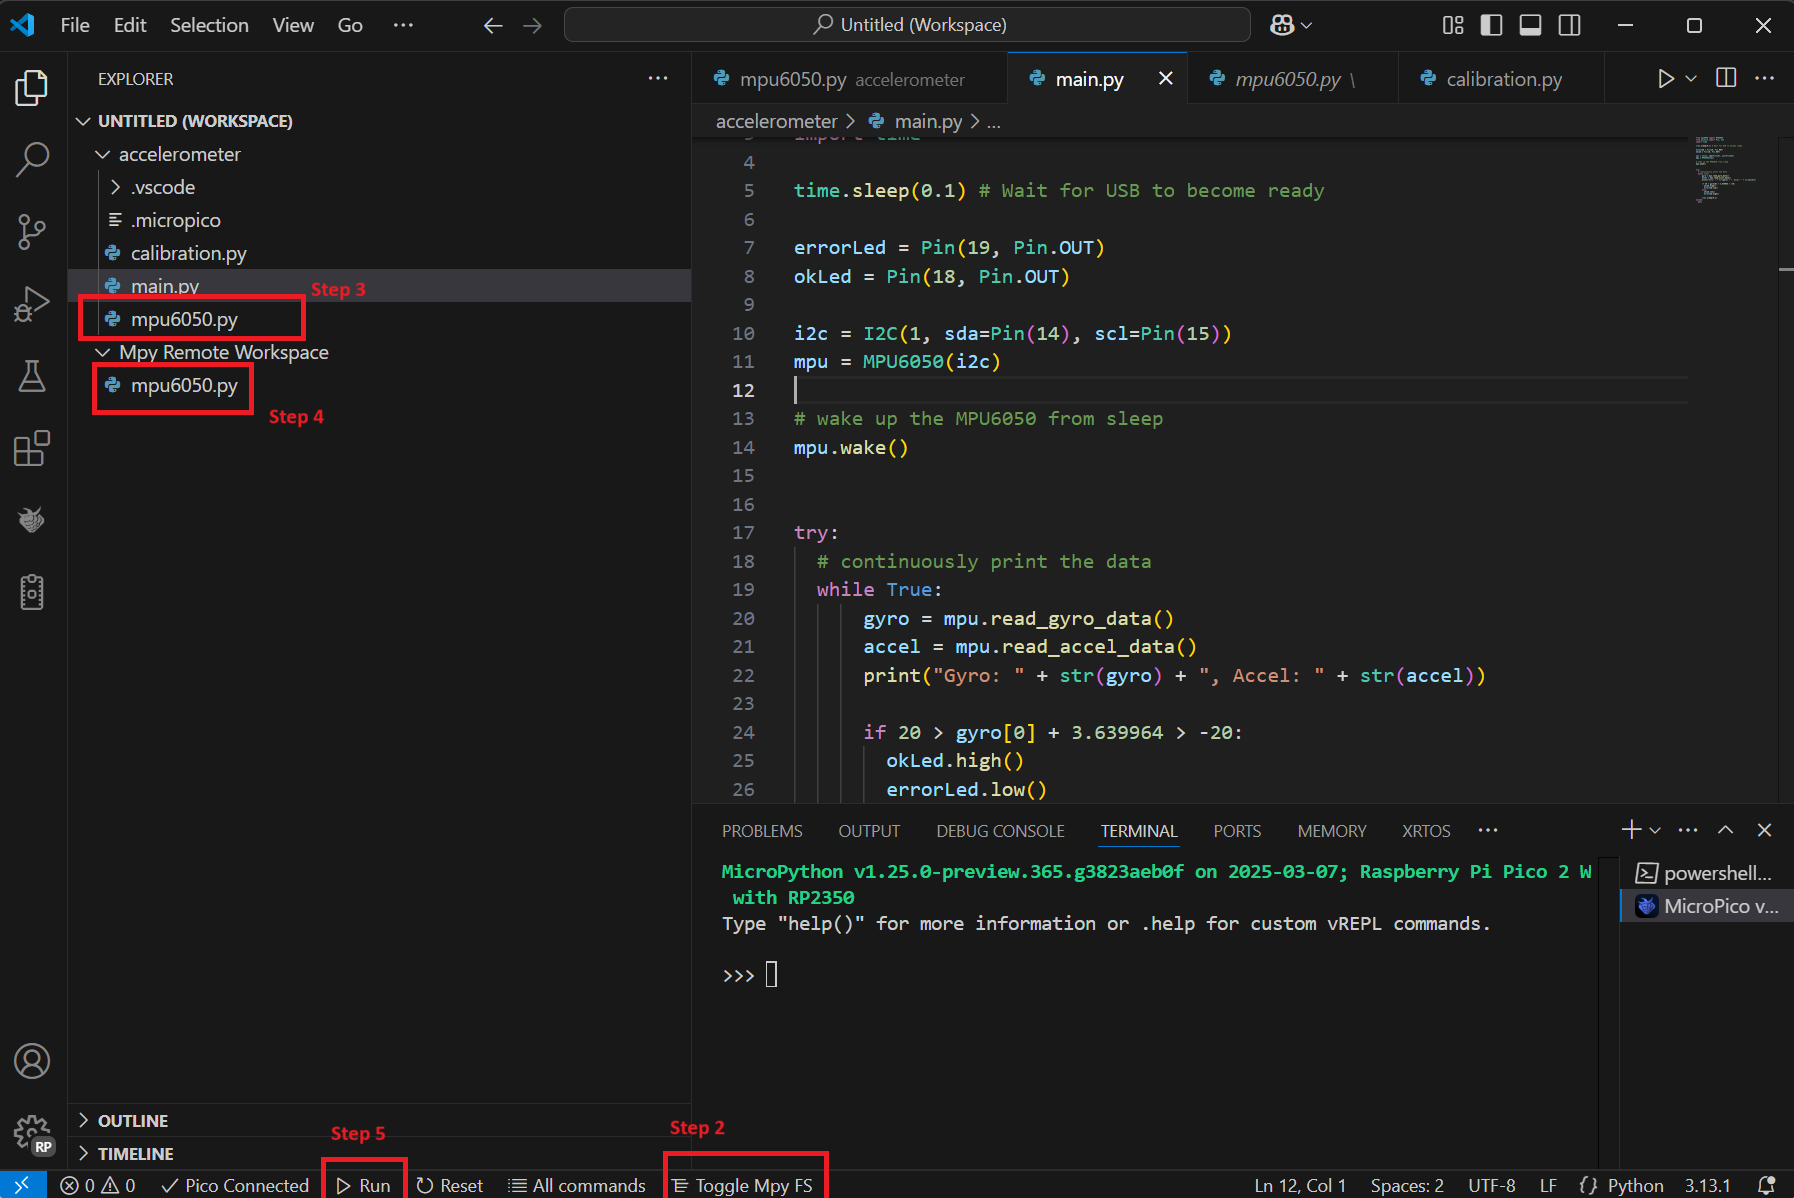 File Edit Selection View Go ··· Untitled (Workspace)
EXPLORER ···
UNTITLED (WORKSPACE)
accelerometer
.vscode
.micropico
calibration.py
main.py
Step 3
mpu6050.py
Mpy Remote Workspace
mpu6050.py
Step 4
OUTLINE
TIMELINE
mpu6050.py accelerometer main.py mpu6050.py \ calibration.py ···
accelerometer > main.py > ...
3 import time
4
5 time.sleep(0.1) # Wait for USB to become ready
6
7 errorLed = Pin(19, Pin.OUT)
8 okLed = Pin(18, Pin.OUT)
9
10 i2c = I2C(1, sda=Pin(14), scl=Pin(15))
11 mpu = MPU6050(i2c)
12
13 # wake up the MPU6050 from sleep
14 mpu.wake()
15
16
17 try:
18 # continuously print the data
19 while True:
20 gyro = mpu.read_gyro_data()
21 accel = mpu.read_accel_data()
22 print("Gyro: " + str(gyro) + ", Accel: " + str(accel))
23
24 if 20 > gyro[0] + 3.639964 > -20:
25 okLed.high()
26 errorLed.low()
PROBLEMS OUTPUT DEBUG CONSOLE TERMINAL PORTS MEMORY XRTOS ···
MicroPython v1.25.0-preview.365.g3823aeb0f on 2025-03-07; Raspberry Pi Pico 2 W
with RP2350
Type "help()" for more information or .help for custom vREPL commands.
>>>
powershell...
MicroPico v...
RP
Step 5
Step 2
0 0 Pico Connected Run Reset All commands Toggle Mpy FS Ln 12, Col 1 Spaces: 2 UTF-8 LF {} Python 3.13.1